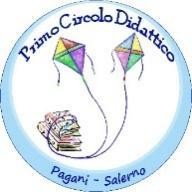 Primo Circolo Didattico
Pagani - Salerno